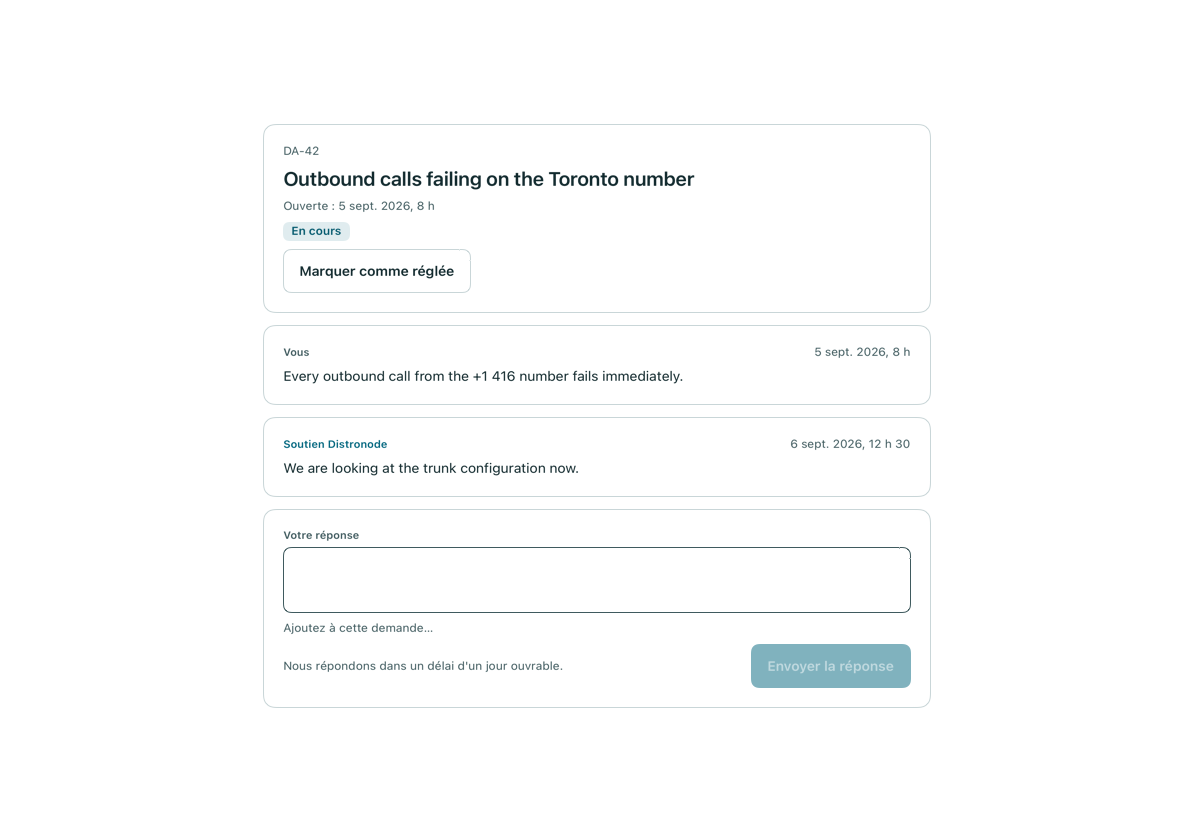 DA-42
Outbound calls failing on the Toronto number
Ouverte : 5 sept. 2026, 8 h
En cours
Marquer comme réglée
Vous
5 sept. 2026, 8 h
Every outbound call from the +1 416 number fails immediately.
Soutien Distronode
6 sept. 2026, 12 h 30
We are looking at the trunk configuration now.
Votre réponse
Ajoutez à cette demande…
Nous répondons dans un délai d'un jour ouvrable.
Envoyer la réponse